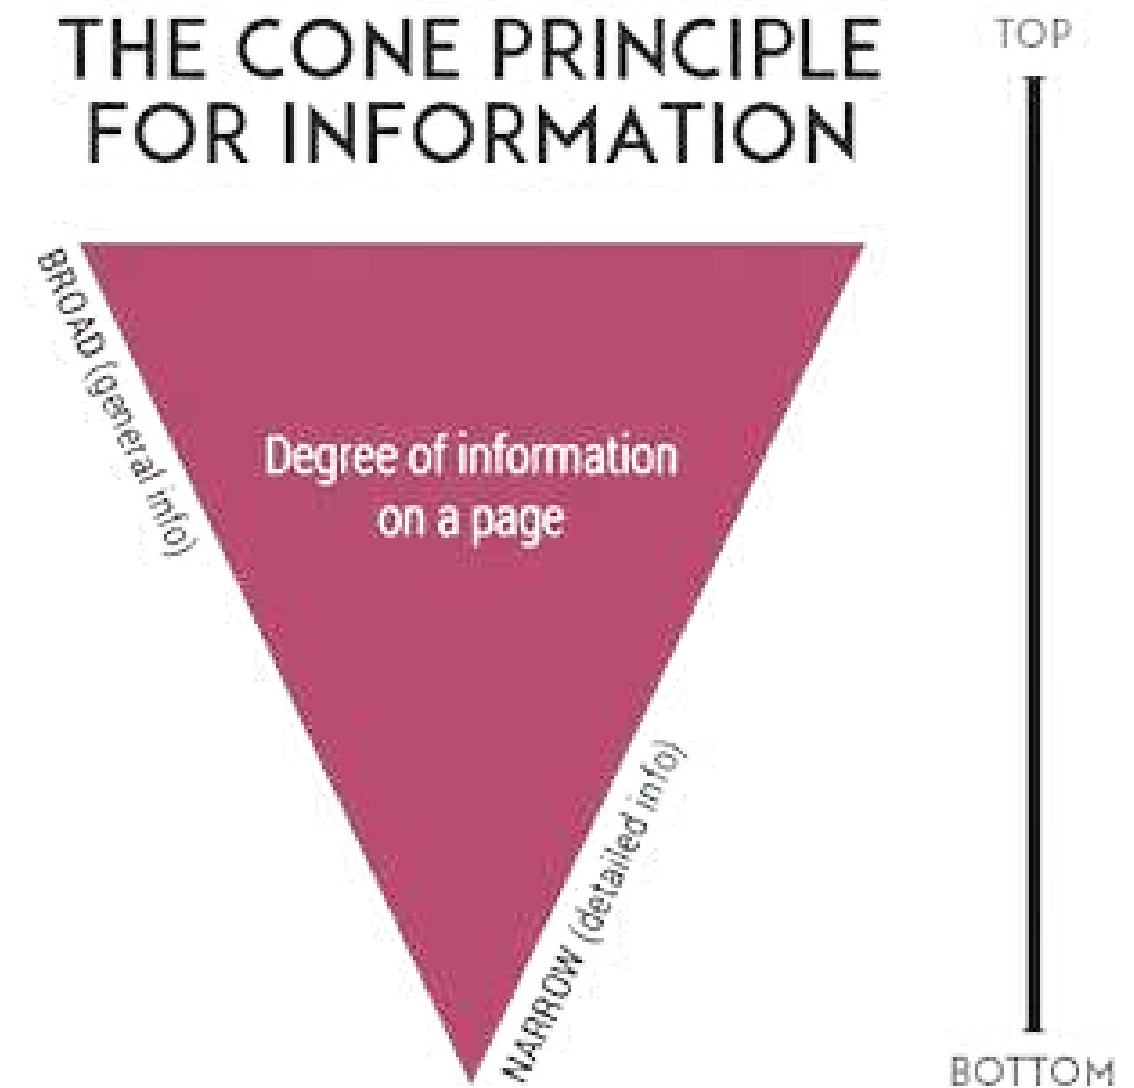 THE CONE PRINCIPLE
FOR INFORMATION
TOP
BROAD (general info)
Degree of information
on a page
NARROW (detailed info)
BOTTOM